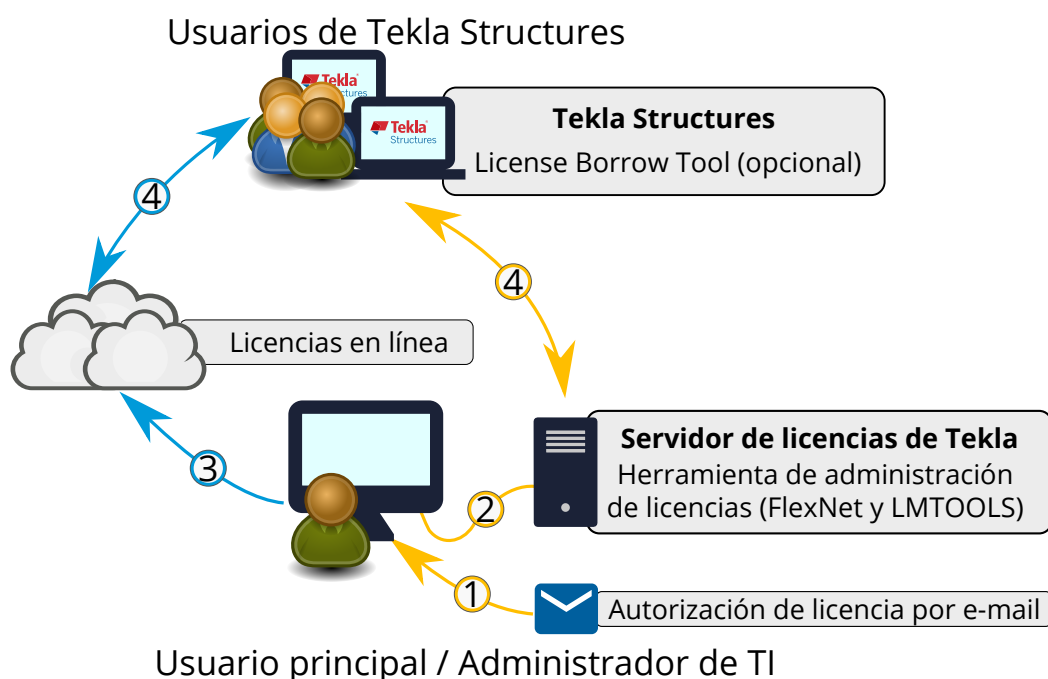 Usuarios de Tekla Structures
Tekla
Structures
Tekla
Structures
Tekla Structures
License Borrow Tool (opcional)
4
4
Licencias en línea
3
2
Servidor de licencias de Tekla
Herramienta de administración
de licencias (FlexNet y LMTOOLS)
1
Autorización de licencia por e-mail
Usuario principal / Administrador de TI